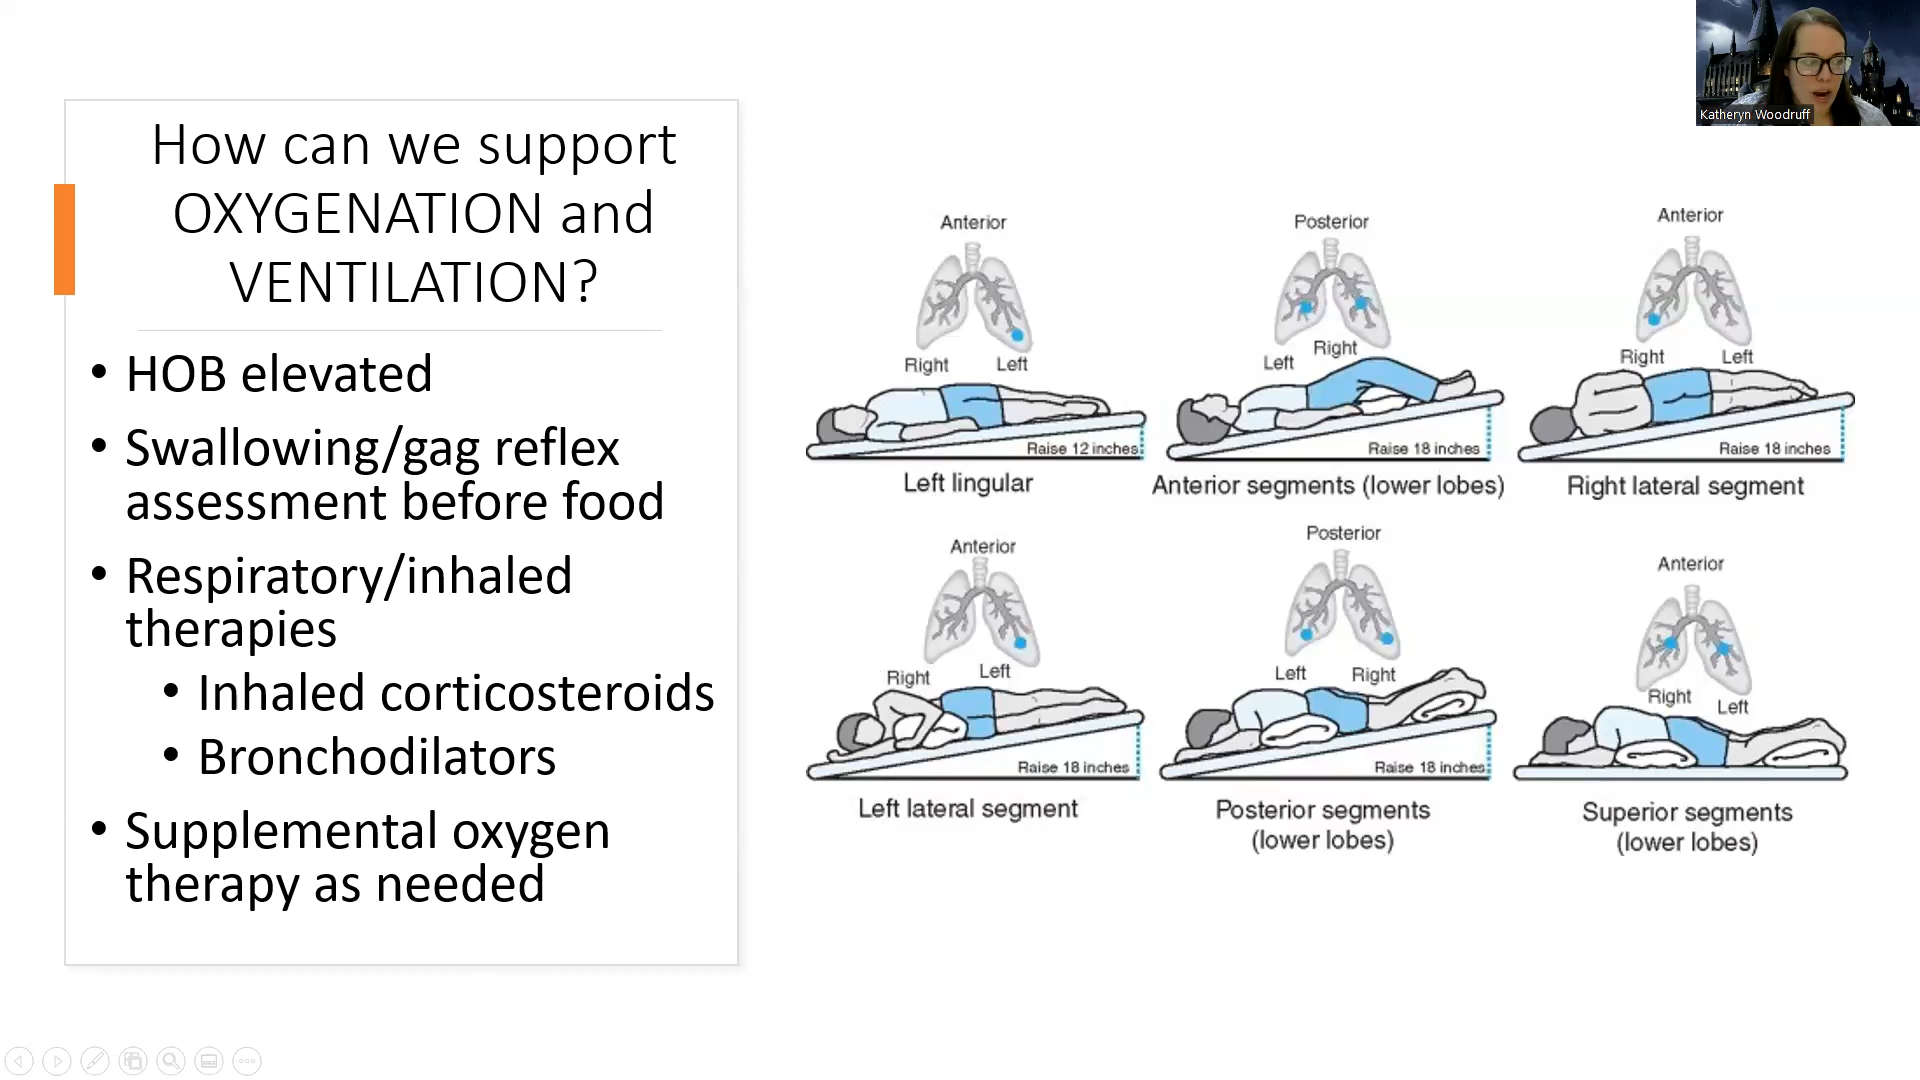 How can we support
OXYGENATION and
VENTILATION?
• HOB elevated
• Swallowing/gag reflex
assessment before food
• Respiratory/inhaled
therapies
• Inhaled corticosteroids
• Bronchodilators
• Supplemental oxygen
therapy as needed
Katheryn Woodruff
Anterior
Right Left
Raise 12 inches
Left lingular
Posterior
Left Right
Raise 18 inches
Anterior segments (lower lobes)
Anterior
Right Left
Raise 18 inches
Right lateral segment
Anterior
Right Left
Raise 18 inches
Left lateral segment
Posterior
Left Right
Raise 18 inches
Posterior segments
(lower lobes)
Anterior
Right Left
Superior segments
(lower lobes)